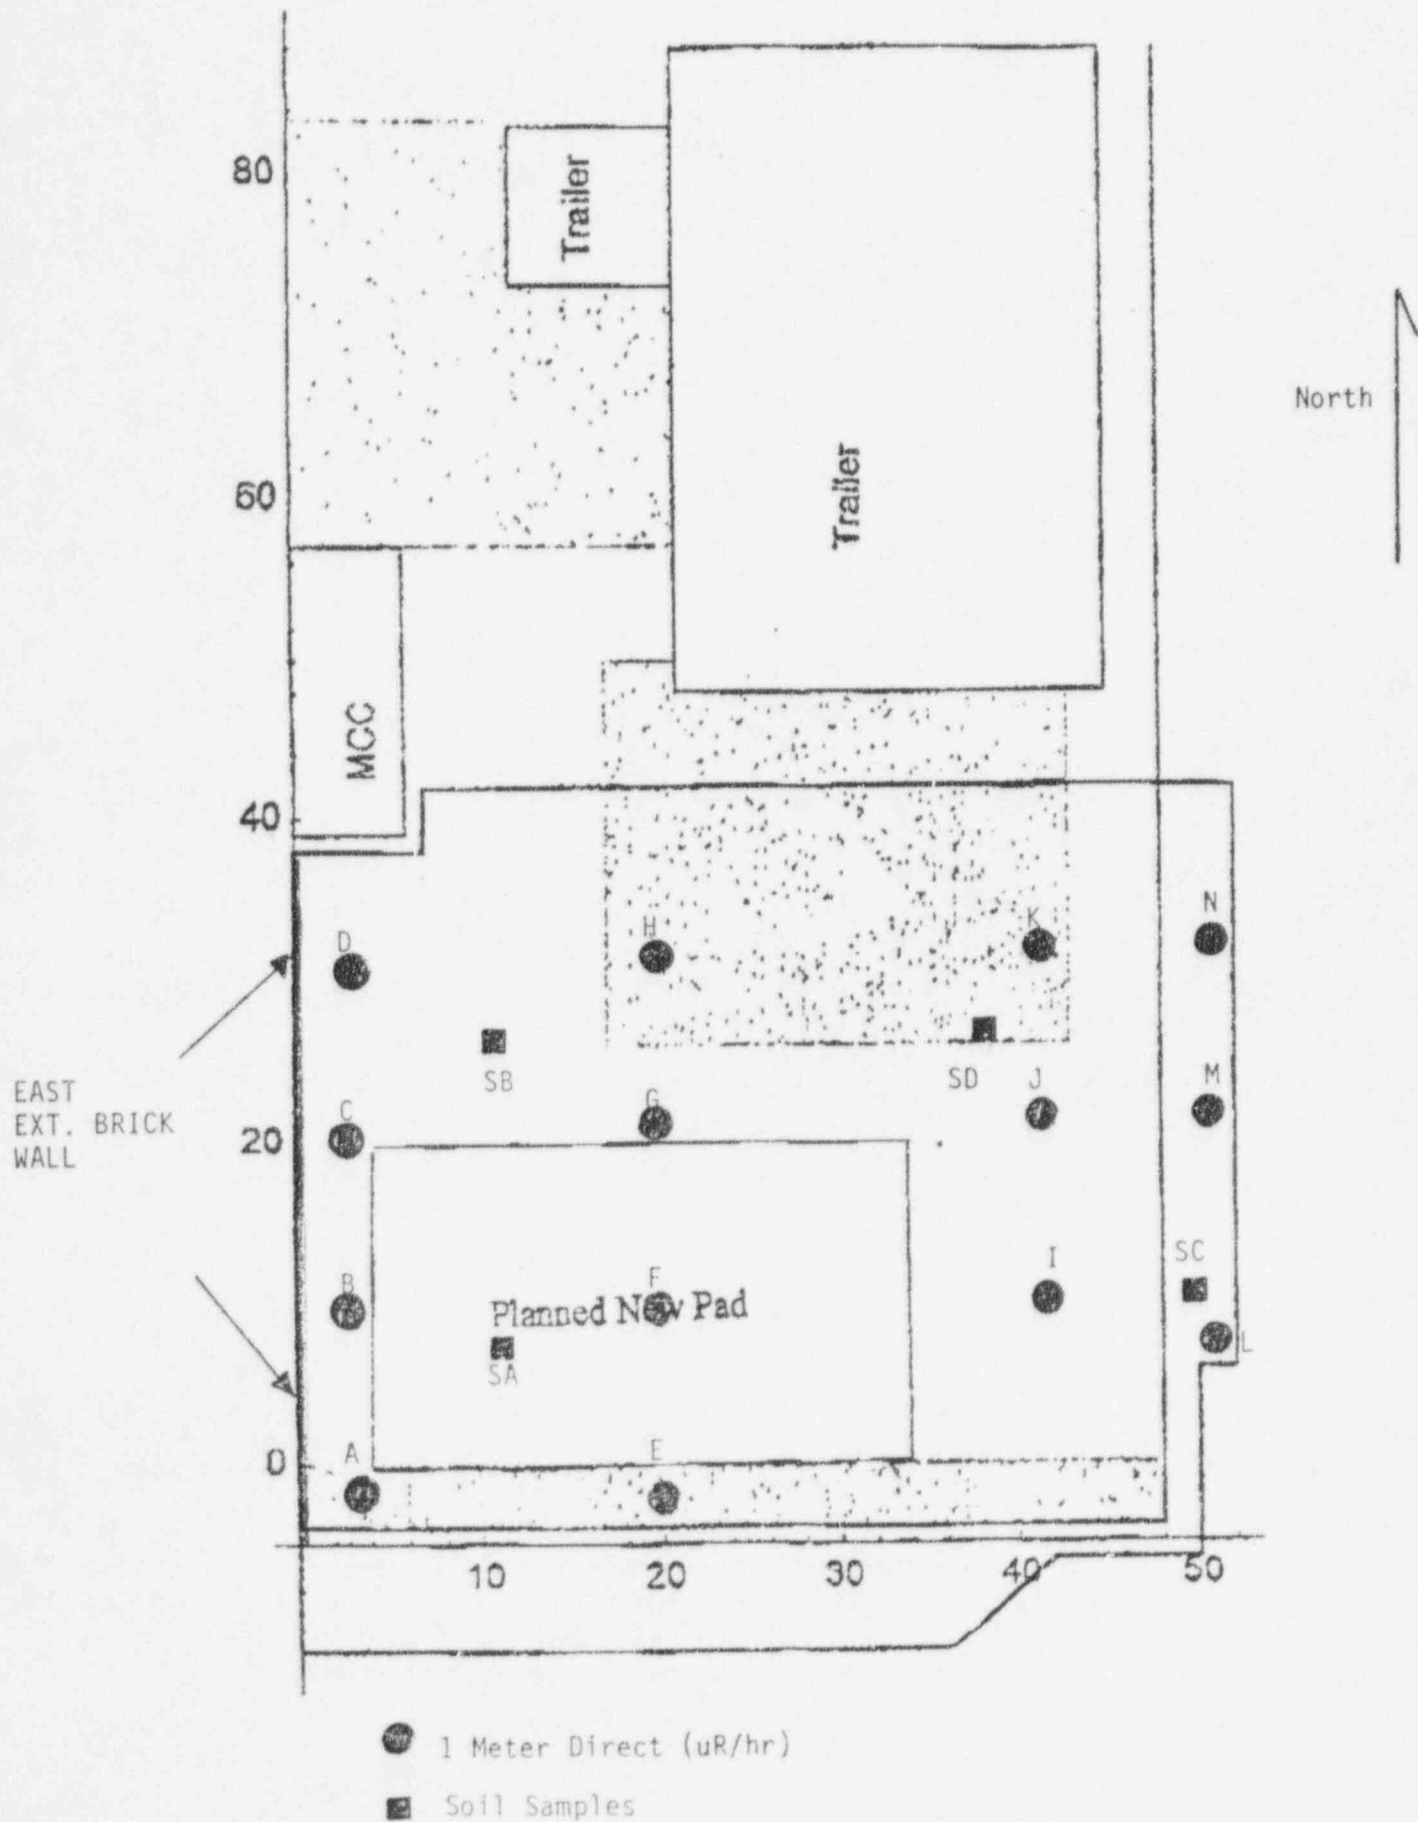 80
Trailer
North
60
Trailer
MCC
40
N
H
K
D
EAST
EXT. BRICK
WALL
SB
SD
J
M
C
G
20
SC
I
B
F
Planned New Pad
L
SA
A
E
0
10
20
30
40
50
1 Meter Direct (uR/hr)
Soil Samples